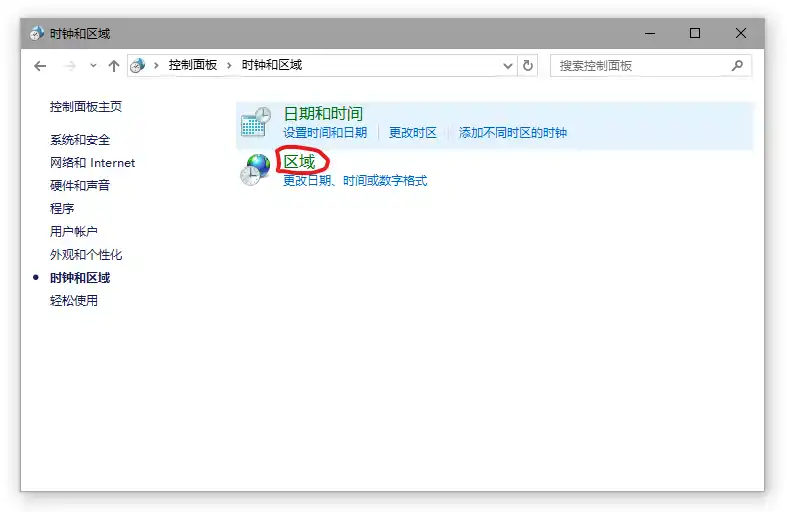 时钟和区域
控制面板 > 时钟和区域
搜索控制面板
控制面板主页
系统和安全
网络和 Internet
硬件和声音
程序
用户帐户
外观和个性化
时钟和区域
轻松使用
日期和时间
设置时间和日期 更改时区 添加不同时区的时钟
区域
更改日期、时间或数字格式